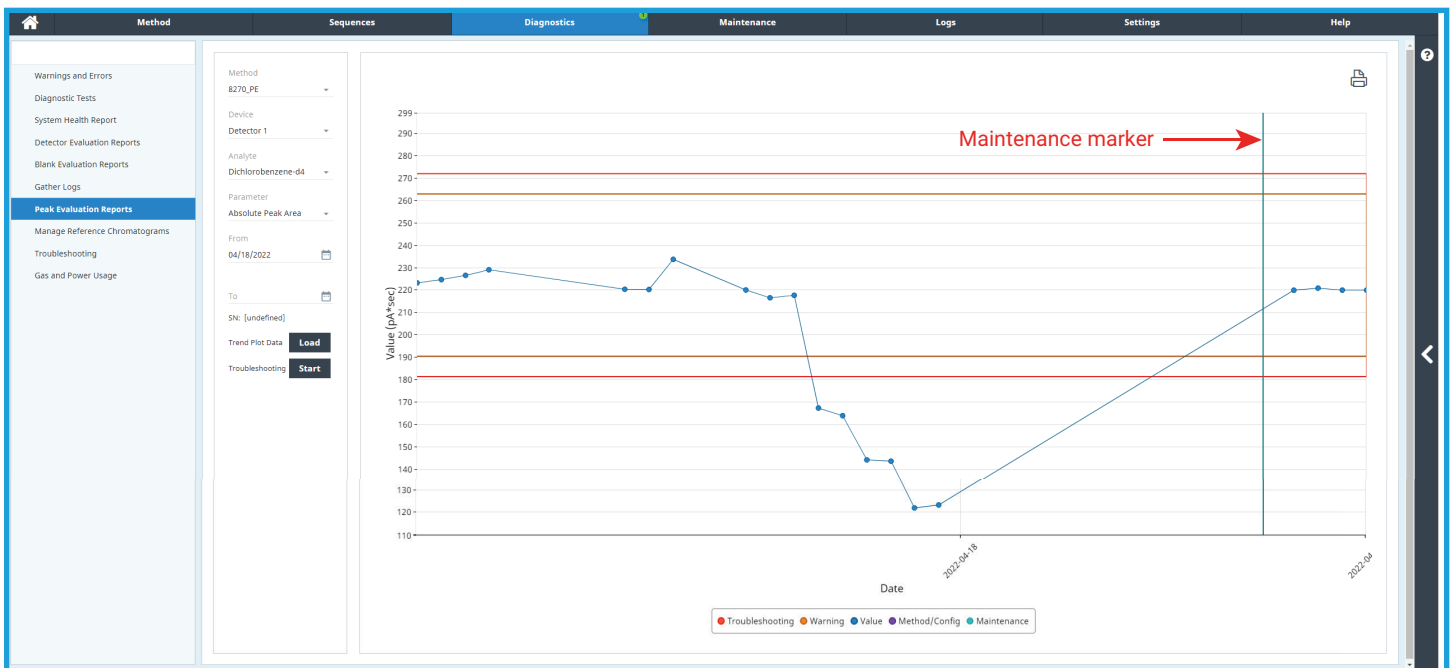 Method Sequences Diagnostics 1 Maintenance Logs Settings Help
?
Warnings and Errors
Diagnostic Tests
System Health Report
Detector Evaluation Reports
Blank Evaluation Reports
Gather Logs
Peak Evaluation Reports
Manage Reference Chromatograms
Troubleshooting
Gas and Power Usage
Method
8270_PE
Device
Detector 1
Analyte
Dichlorobenzene-d4
Parameter
Absolute Peak Area
From
04/18/2022
To
SN: [undefined]
Trend Plot Data Load
Troubleshooting Start
Maintenance marker
Value (pA*sec)
299
290
280
270
260
250
240
230
220
210
200
190
180
170
160
150
140
130
120
110
2022-04-18
2022-04
Date
Troubleshooting Warning Value Method/Config Maintenance